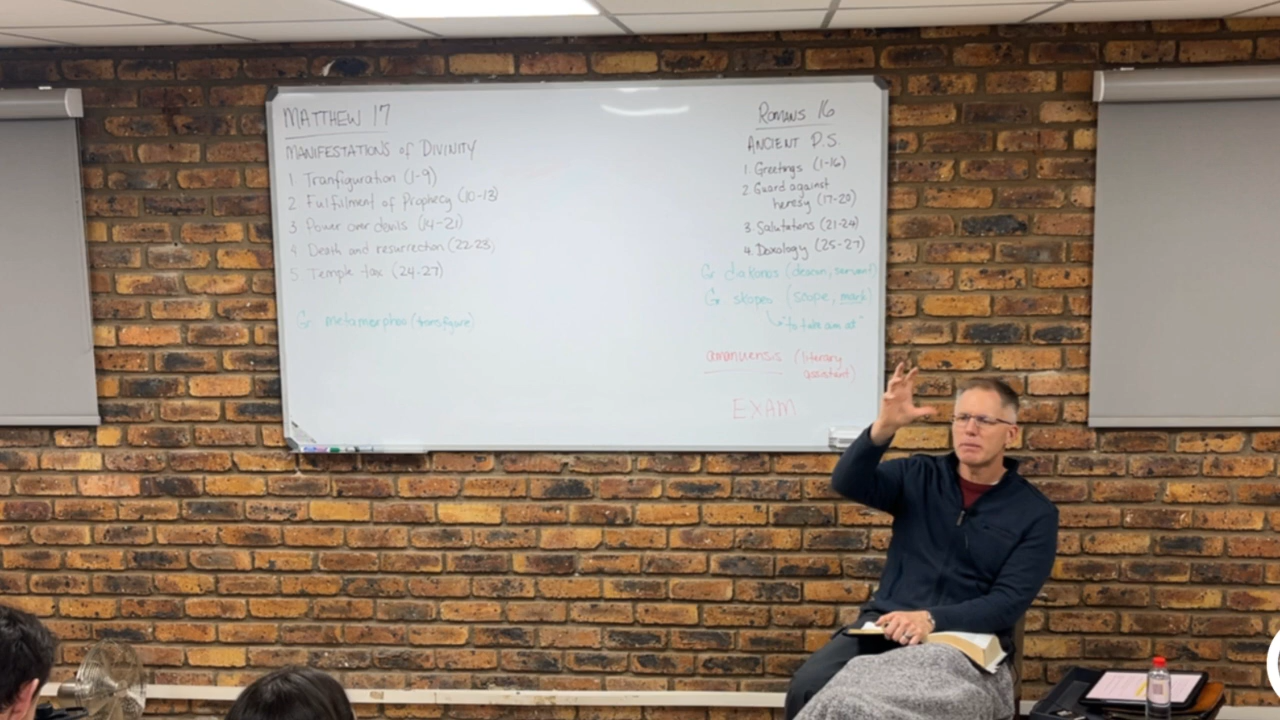 MATTHEW 17
MANIFESTATIONS of DIVINITY
1 Tranfiguration (1-9)
2 Fulfilment of Prophecy (10-13)
3 Power over devils (14-21)
4 Death and resurrection (22-23)
5 Temple tax (24-27)
Gr metamorphoo (transfigure)
ROMANS 16
ANCIENT P.S.
1. Greetings (1-16)
2 Guard against
heresy (17-20)
3. Salutations (21-24)
4. Doxology (25-27)
Gr diakonos (deacon, servant)
Gr skopeo (scope, mark)
"to take aim at"
amanuensis (literary
assistant)
EXAM